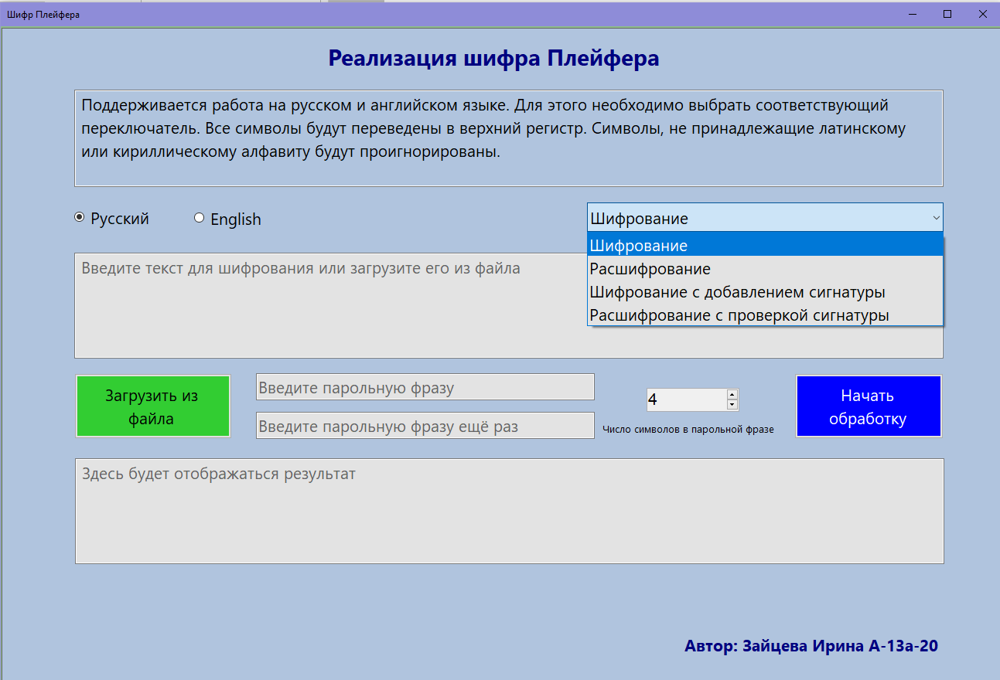 Шифр Плейфера
Реализация шифра Плейфера
Поддерживается работа на русском и английском языке. Для этого необходимо выбрать соответствующий
переключатель. Все символы будут переведены в верхний регистр. Символы, не принадлежащие латинскому
или кириллическому алфавиту будут проигнорированы.
Русский
English
Шифрование
Шифрование
Расшифрование
Шифрование с добавлением сигнатуры
Расшифрование с проверкой сигнатуры
Введите текст для шифрования или загрузите его из файла
Загрузить из
файла
Введите парольную фразу
Введите парольную фразу ещё раз
4
Число символов в парольной фразе
Начать
обработку
Здесь будет отображаться результат
Автор: Зайцева Ирина А-13а-20